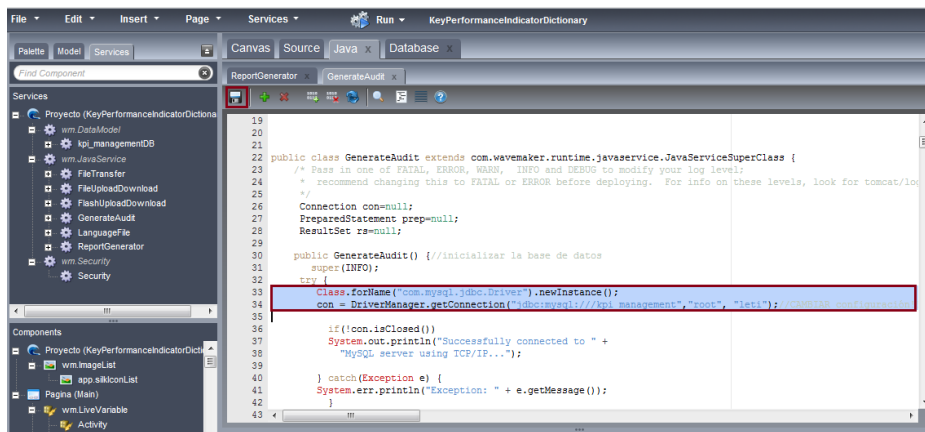 File Edit Insert Page Services Run KeyPerformanceIndicatorDictionary
Palette Model Services
Canvas Source Java x Database x
Find Component
ReportGenerator x GenerateAudit x
Services
Proyecto (KeyPerformanceIndicatorDictiona
wm.DataModel
kpi_managementDB
wm.JavaService
FileTransfer
FileUploadDownload
FlashUploadDownload
GenerateAudit
LanguageFile
ReportGenerator
wm.Security
Security
Components
Proyecto (KeyPerformanceIndicatorDicti
wm.ImageList
app.silkIconList
Pagina (Main)
wm.LiveVariable
Activity
19
20
21
22 public class GenerateAudit extends com.wavemaker.runtime.javaservice.JavaServiceSuperClass {
23 /* Pass in one of FATAL, ERROR, WARN, INFO and DEBUG to modify your log level;
24 * recommend changing this to FATAL or ERROR before deploying. For info on these levels, look for tomcat/log
25 */
26 Connection con=null;
27 PreparedStatement prep=null;
28 ResultSet rs=null;
29
30 public GenerateAudit() {//inicializar la base de datos
31 super(INFO);
32 try {
33 Class.forName("com.mysql.jdbc.Driver").newInstance();
34 con = DriverManager.getConnection("jdbc:mysql:///kpi_management","root", "leti");
35
36 if(!con.isClosed())
37 System.out.println("Successfully connected to " +
38 "MySQL server using TCP/IP...");
39
40 } catch(Exception e) {
41 System.err.println("Exception: " + e.getMessage());
42 }
43